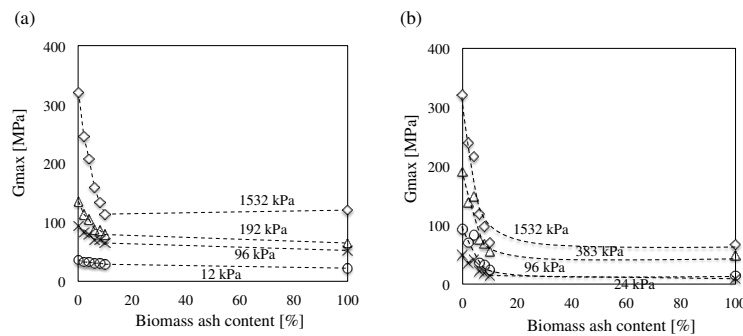 (a)
Gmax [MPa]
400
300
200
100
0
1532 kPa
192 kPa
96 kPa
12 kPa
0 20 40 60 80 100
Biomass ash content [%]
(b)
Gmax [MPa]
400
300
200
100
0
1532 kPa
383 kPa
96 kPa
24 kPa
0 20 40 60 80 100
Biomass ash content [%]